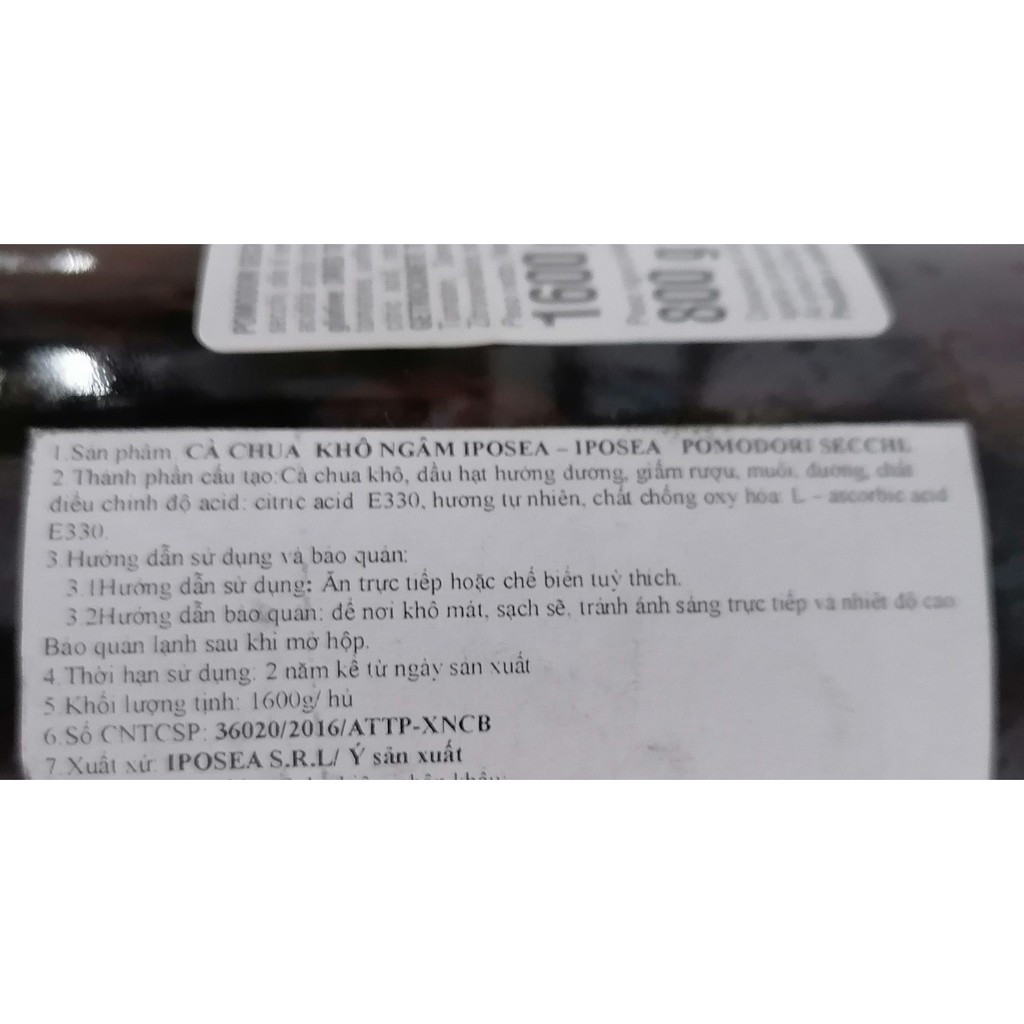 1600
800 g
1.Sản phẩm CÀ CHUA KHÔ NGÂM IPOSEA – IPOSEA POMODORI SECCHI.
2 Thành phần cấu tạo:Cà chua khô, dầu hạt hướng dương, giấm rượu, muối, đường, chất
điều chỉnh độ acid: citric acid E330, hương tự nhiên, chất chống oxy hóa L – ascorbic acid
E330.
3.Hướng dẫn sử dụng và bảo quản:
3.1Hướng dẫn sử dụng: Ăn trực tiếp hoặc chế biến tuỳ thích.
3.2Hướng dẫn bảo quản: để nơi khô mát, sạch sẽ, tránh ánh sáng trực tiếp và nhiệt độ cao
Bảo quản lạnh sau khi mở hộp.
4.Thời hạn sử dụng: 2 năm kể từ ngày sản xuất
5.Khối lượng tịnh: 1600g/ hủ
6.Số CNTCSP: 36020/2016/ATTP-XNCB
7.Xuất xứ: IPOSEA S.R.L/ Ý sản xuất